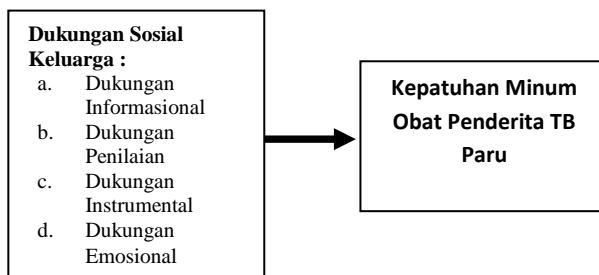 Dukungan Sosial
Keluarga :
a. Dukungan
Informasional
b. Dukungan
Penilaian
c. Dukungan
Instrumental
d. Dukungan
Emosional
Kepatuhan Minum
Obat Penderita TB
Paru